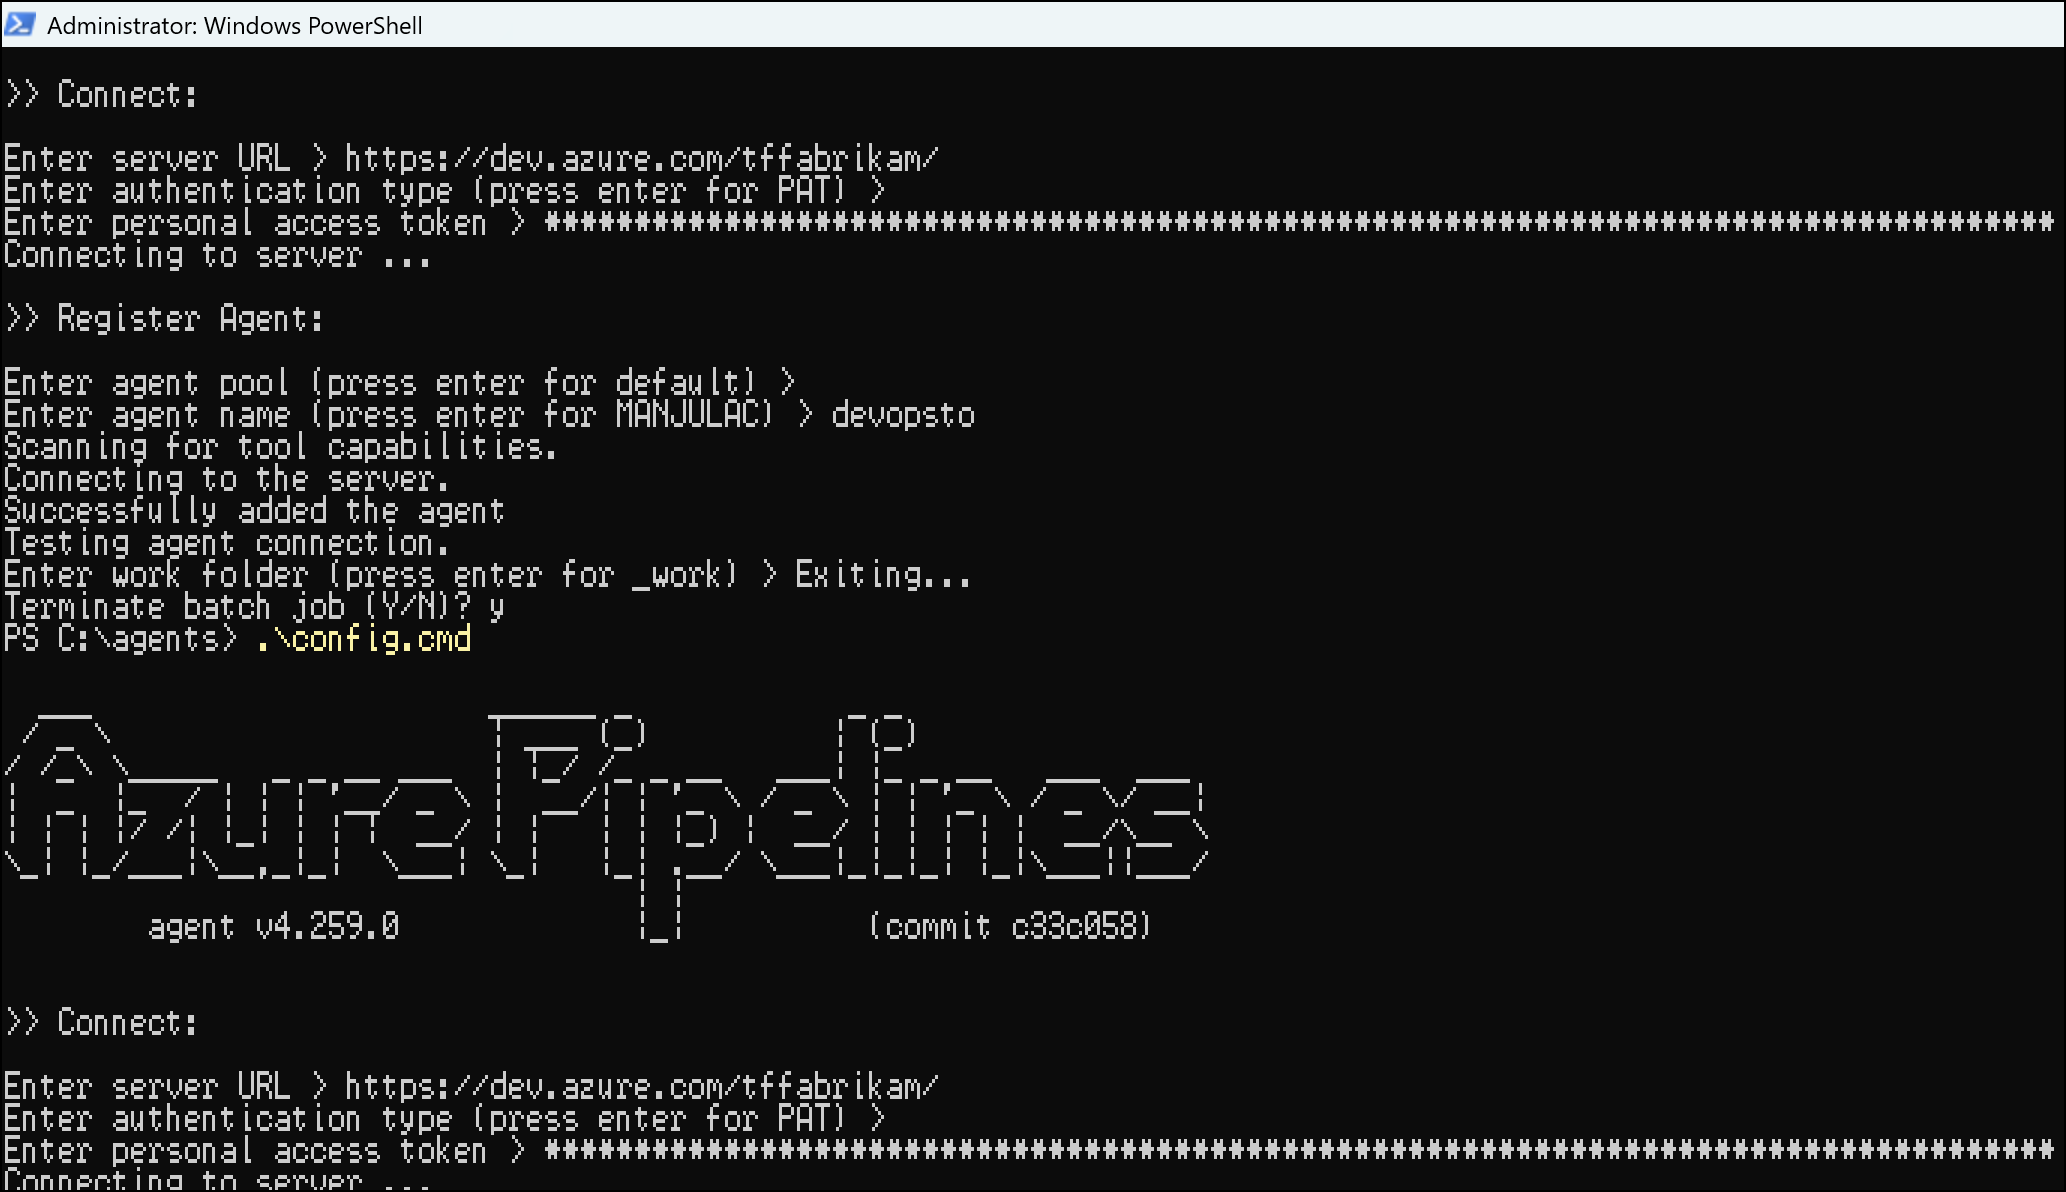 Administrator: Windows PowerShell
>> Connect:
Enter server URL > https://dev.azure.com/tffabrikam/
Enter authentication type (press enter for PAT) >
Enter personal access token > ************************************************************************************
Connecting to server ...
>> Register Agent:
Enter agent pool (press enter for default) >
Enter agent name (press enter for MANJULAC) > devopsto
Scanning for tool capabilities.
Connecting to the server.
Successfully added the agent
Testing agent connection.
Enter work folder (press enter for _work) > Exiting...
Terminate batch job (Y/N)? y
PS C:\agents> .\config.cmd
Azure Pipelines
agent v4.259.0 (commit c33c058)
>> Connect:
Enter server URL > https://dev.azure.com/tffabrikam/
Enter authentication type (press enter for PAT) >
Enter personal access token > ************************************************************************************
Connecting to server ...